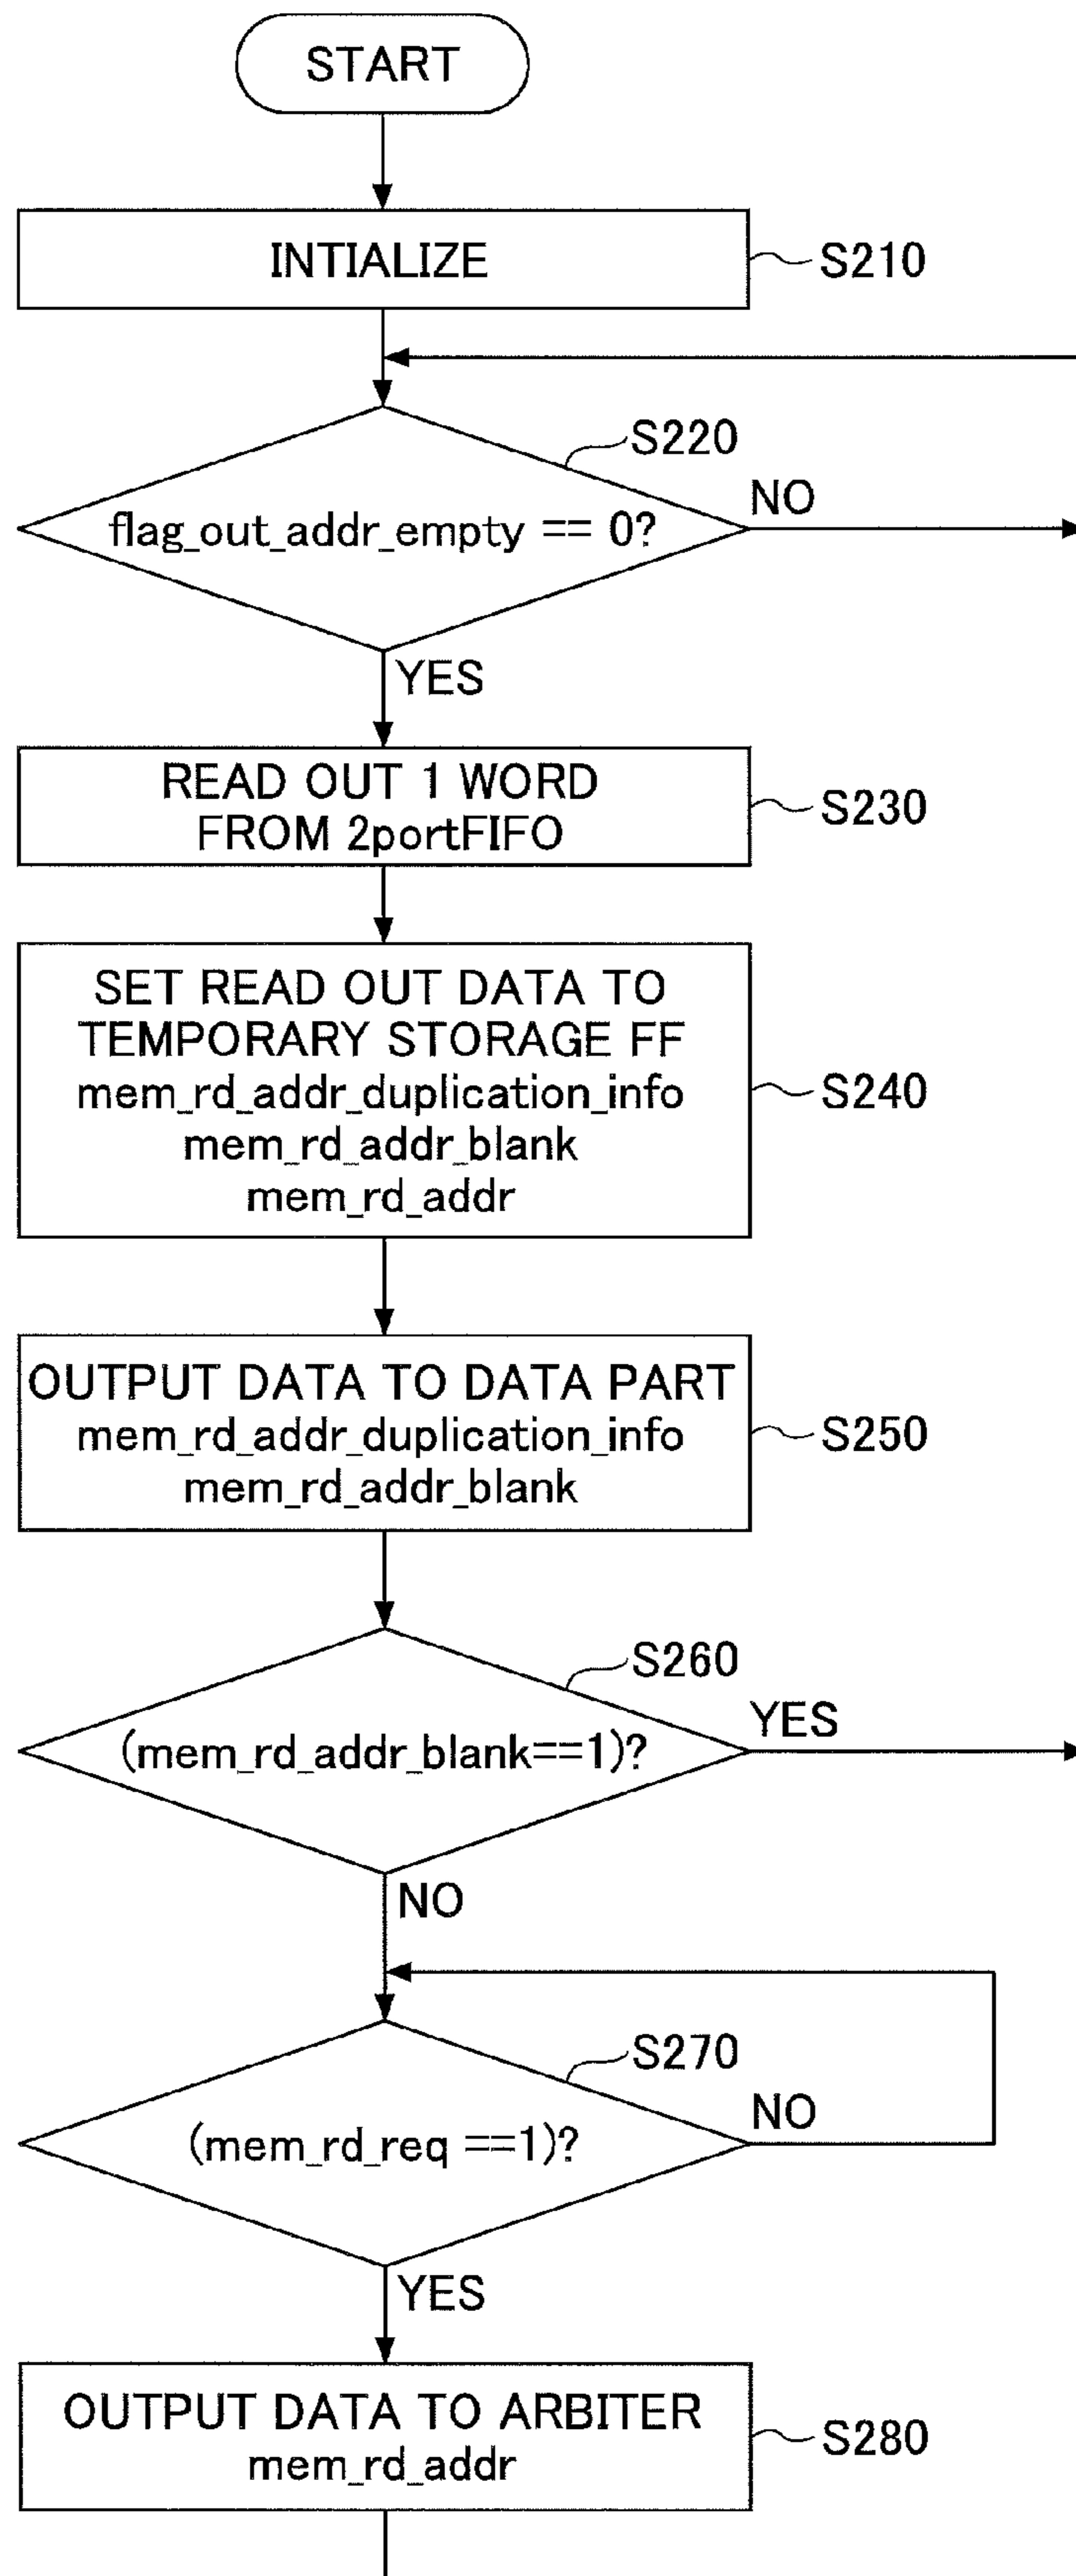 START
INTIALIZE
S210
S220
flag_out_addr_empty == 0?
NO
YES
READ OUT 1 WORD
FROM 2portFIFO
S230
SET READ OUT DATA TO
TEMPORARY STORAGE FF
mem_rd_addr_duplication_info
mem_rd_addr_blank
mem_rd_addr
S240
OUTPUT DATA TO DATA PART
mem_rd_addr_duplication_info
mem_rd_addr_blank
S250
S260
(mem_rd_addr_blank==1)?
YES
NO
S270
(mem_rd_req ==1)?
NO
YES
OUTPUT DATA TO ARBITER
mem_rd_addr
S280